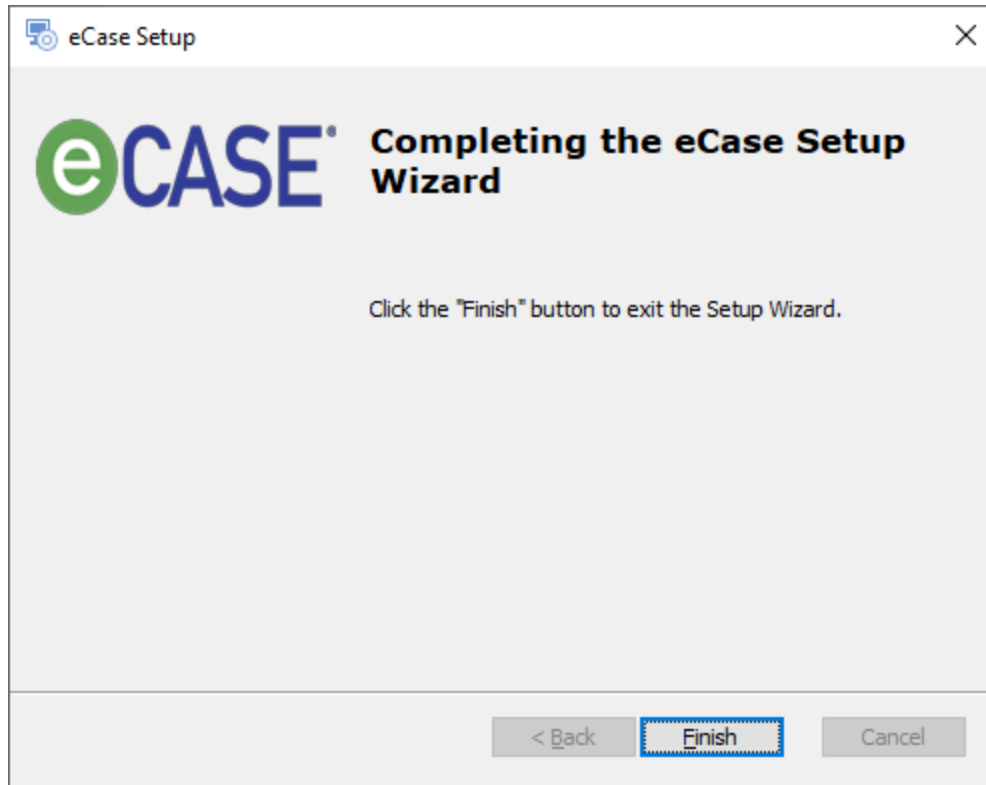 eCase Setup
eCASE®
Completing the eCase Setup
Wizard
Click the "Finish" button to exit the Setup Wizard.
< Back
Finish
Cancel